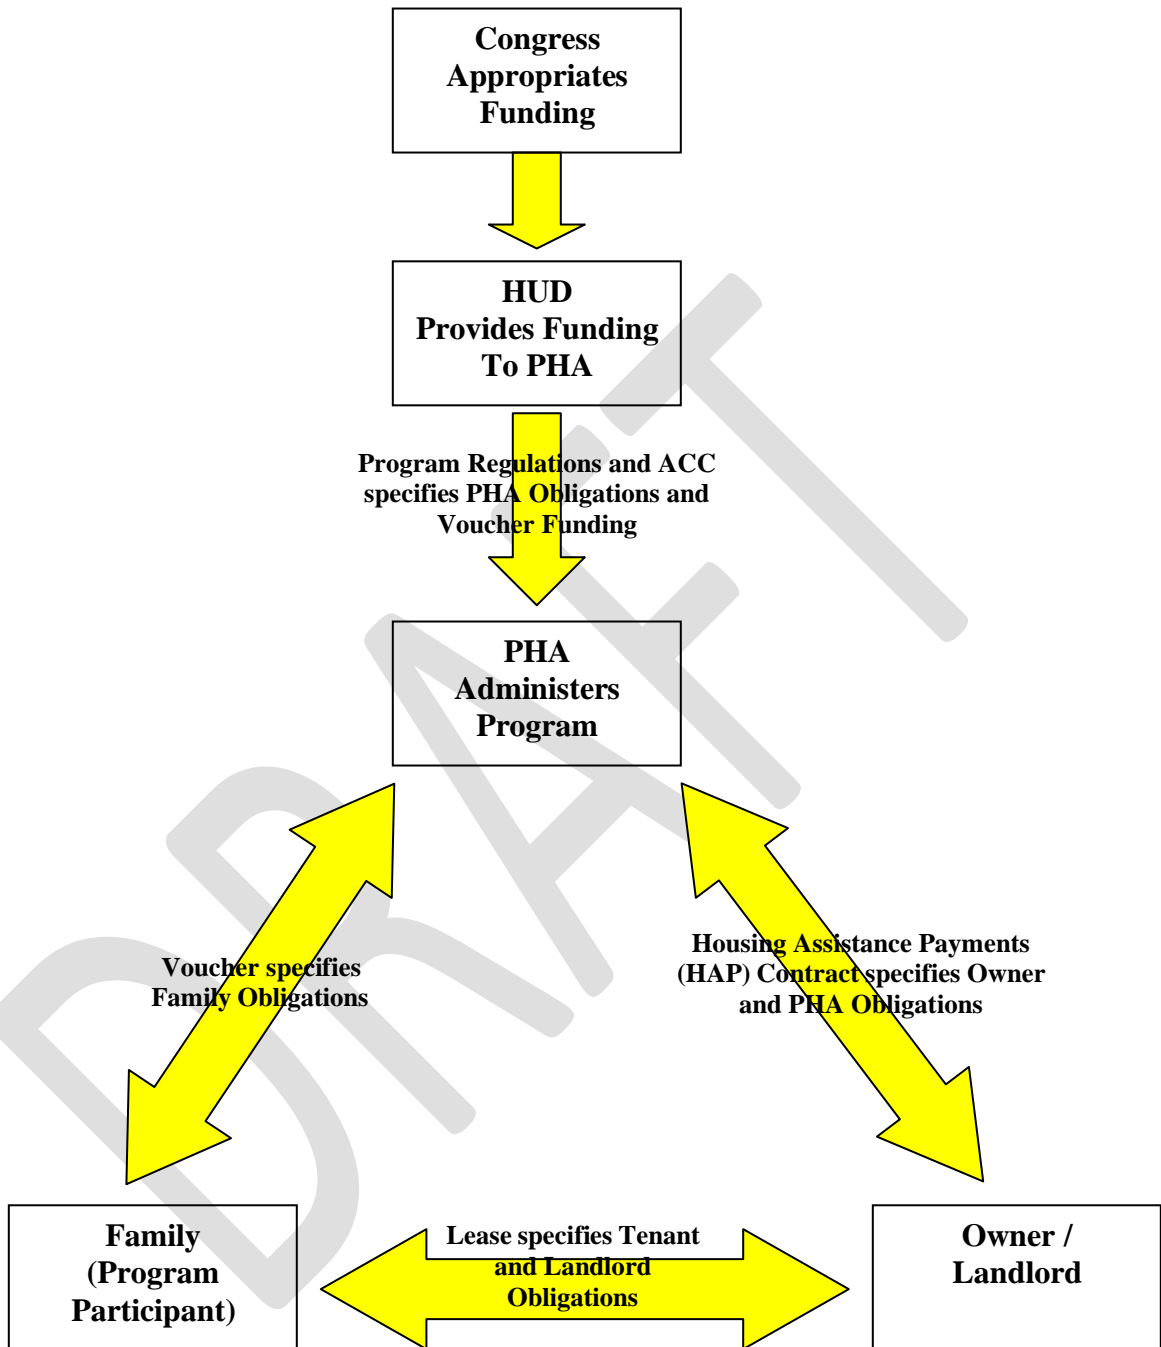 Congress
Appropriates
Funding
HUD
Provides Funding
To PHA
Program Regulations and ACC
specifies PHA Obligations and
Voucher Funding
PHA
Administers
Program
Voucher specifies
Family Obligations
Housing Assistance Payments
(HAP) Contract specifies Owner
and PHA Obligations
Family
(Program
Participant)
Lease specifies Tenant
and Landlord
Obligations
Owner /
Landlord
DRAFT